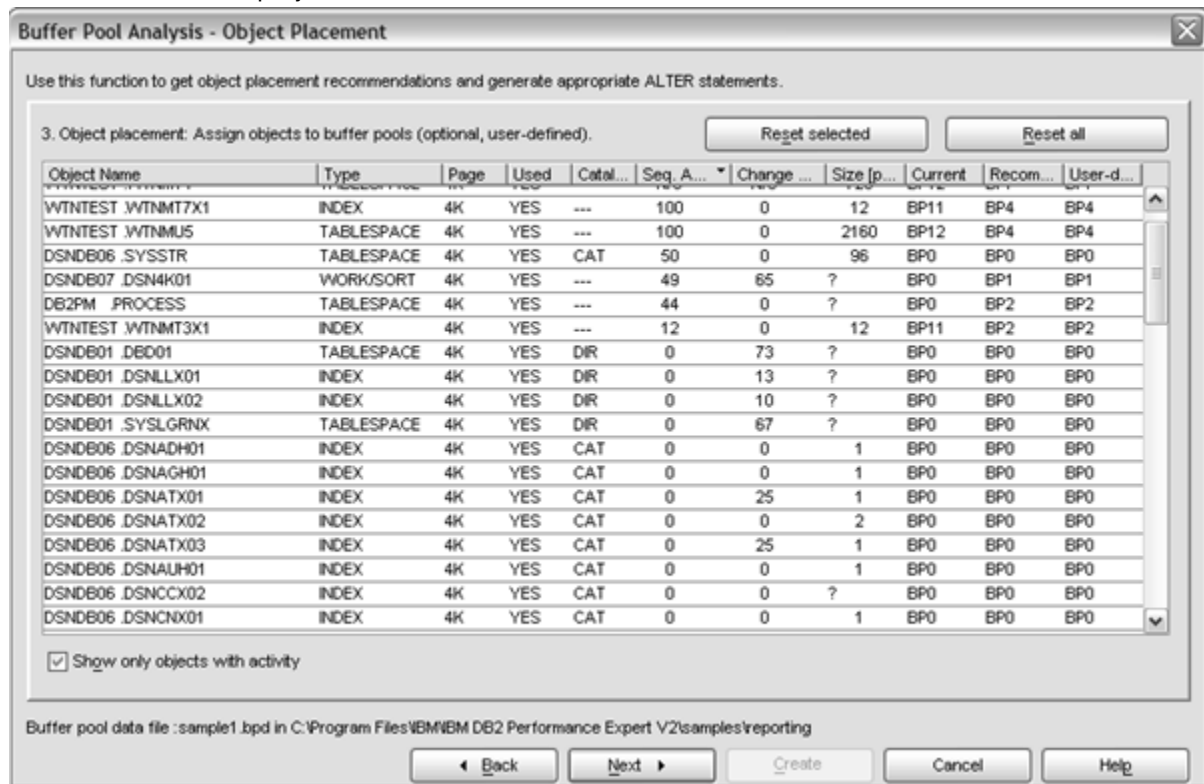 Buffer Pool Analysis - Object Placement
Use this function to get object placement recommendations and generate appropriate ALTER statements.
3. Object placement: Assign objects to buffer pools (optional, user-defined). Reset selected Reset all
Object Name Type Page Used Catal... Seq. A... Change ... Size [p... Current Recom... User-d...
WTNTEST .WTNMT7X1 INDEX 4K YES --- 100 0 12 BP11 BP4 BP4
WTNTEST .WTNMU5 TABLESPACE 4K YES --- 100 0 2160 BP12 BP4 BP4
DSNDB06 .SYSSTR TABLESPACE 4K YES CAT 50 0 96 BP0 BP0 BP0
DSNDB07 .DSN4K01 WORK/SORT 4K YES --- 49 65 ? BP0 BP1 BP1
DB2PM .PROCESS TABLESPACE 4K YES --- 44 0 ? BP0 BP2 BP2
WTNTEST .WTNMT3X1 INDEX 4K YES --- 12 0 12 BP11 BP2 BP2
DSNDB01 .DBD01 TABLESPACE 4K YES DIR 0 73 ? BP0 BP0 BP0
DSNDB01 .DSNLLX01 INDEX 4K YES DIR 0 13 ? BP0 BP0 BP0
DSNDB01 .DSNLLX02 INDEX 4K YES DIR 0 10 ? BP0 BP0 BP0
DSNDB01 .SYSLGRNX TABLESPACE 4K YES DIR 0 67 ? BP0 BP0 BP0
DSNDB06 .DSNADH01 INDEX 4K YES CAT 0 0 1 BP0 BP0 BP0
DSNDB06 .DSNAGH01 INDEX 4K YES CAT 0 0 1 BP0 BP0 BP0
DSNDB06 .DSNATX01 INDEX 4K YES CAT 0 25 1 BP0 BP0 BP0
DSNDB06 .DSNATX02 INDEX 4K YES CAT 0 0 2 BP0 BP0 BP0
DSNDB06 .DSNATX03 INDEX 4K YES CAT 0 25 1 BP0 BP0 BP0
DSNDB06 .DSNAUH01 INDEX 4K YES CAT 0 0 1 BP0 BP0 BP0
DSNDB06 .DSNCCX02 INDEX 4K YES CAT 0 0 ? BP0 BP0 BP0
DSNDB06 .DSNCNX01 INDEX 4K YES CAT 0 0 1 BP0 BP0 BP0
Show only objects with activity
Buffer pool data file :sample1.bpd in C:\Program Files\IBM\IBM DB2 Performance Expert V2\samples\reporting
Back Next Create Cancel Help